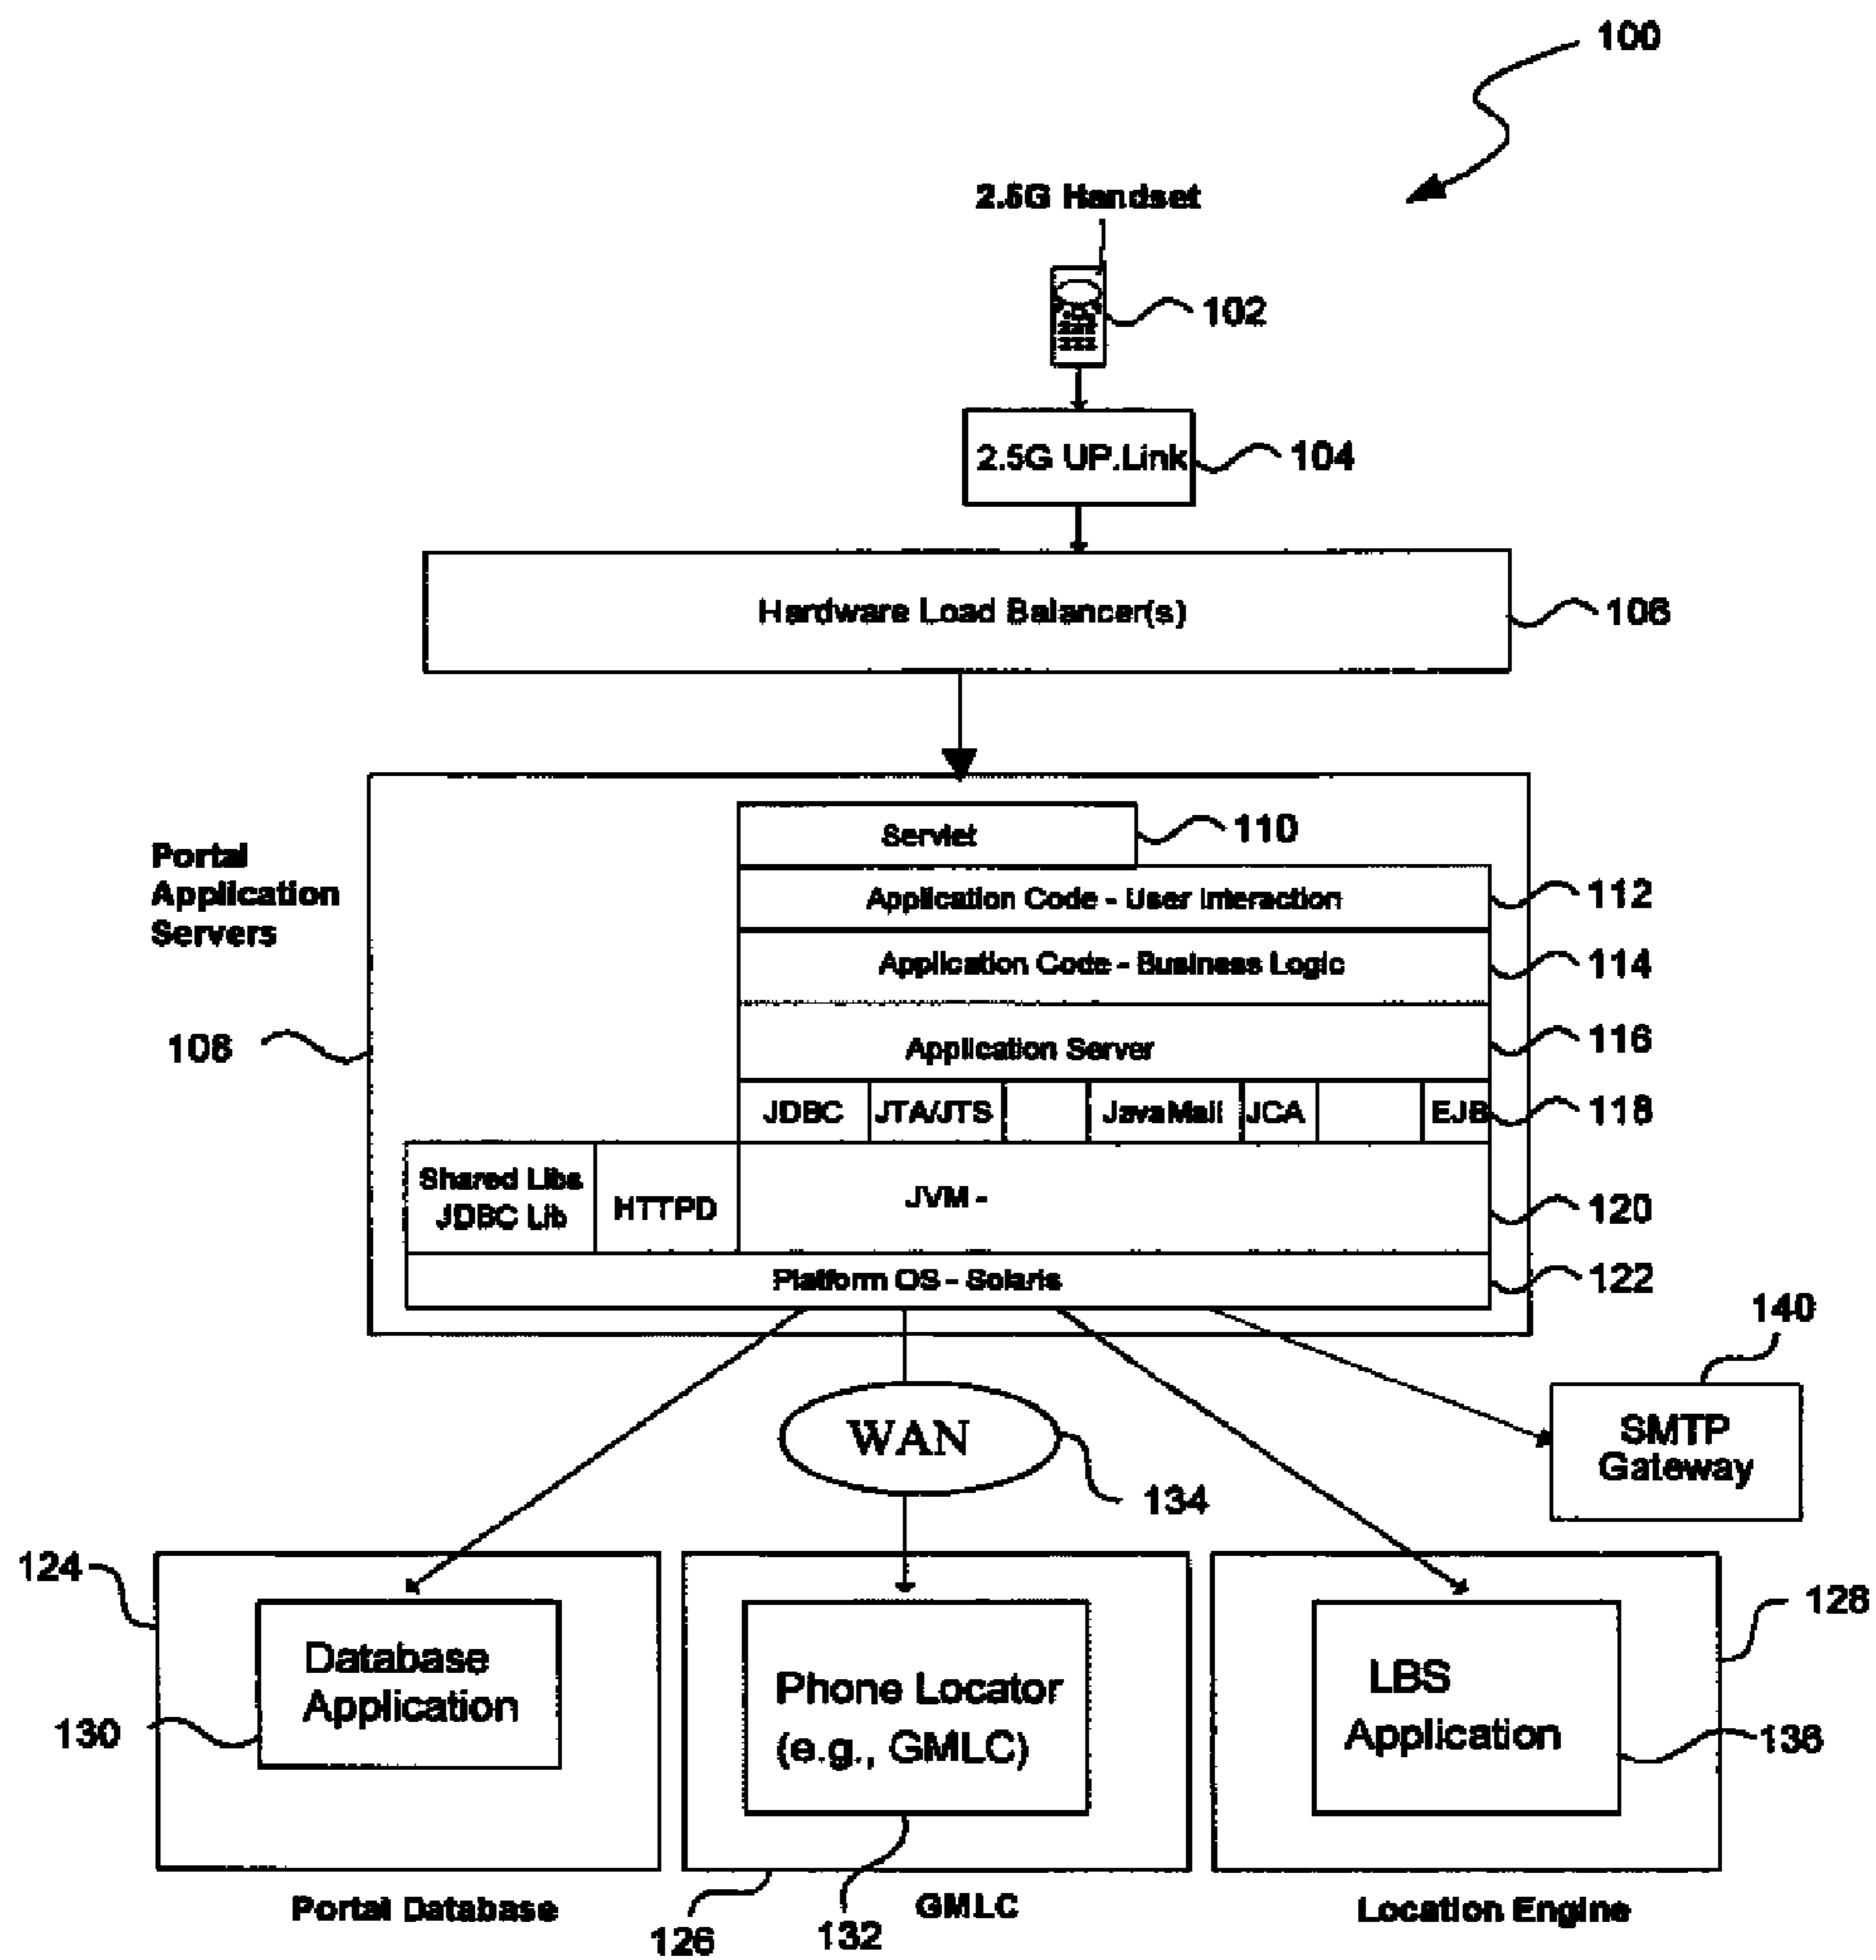 100
2.5G Handset
102
2.5G UP.Link
104
Hardware Load Balancer(s)
106
Portal
Application
Servers
108
Servlet
110
Application Code - User Interaction
112
Application Code - Business Logic
114
Application Server
116
JDBC JTA/JTS JavaMail JCA EJB
118
Shared Libs
JDBC Lib
HTTPD
JVM -
120
Platform OS - Solaris
122
140
SMTP
Gateway
WAN
134
124
Database
Application
130
Phone Locator
(e.g., GMLC)
128
LBS
Application
136
Portal Database
126
132
GMLC
Location Engine